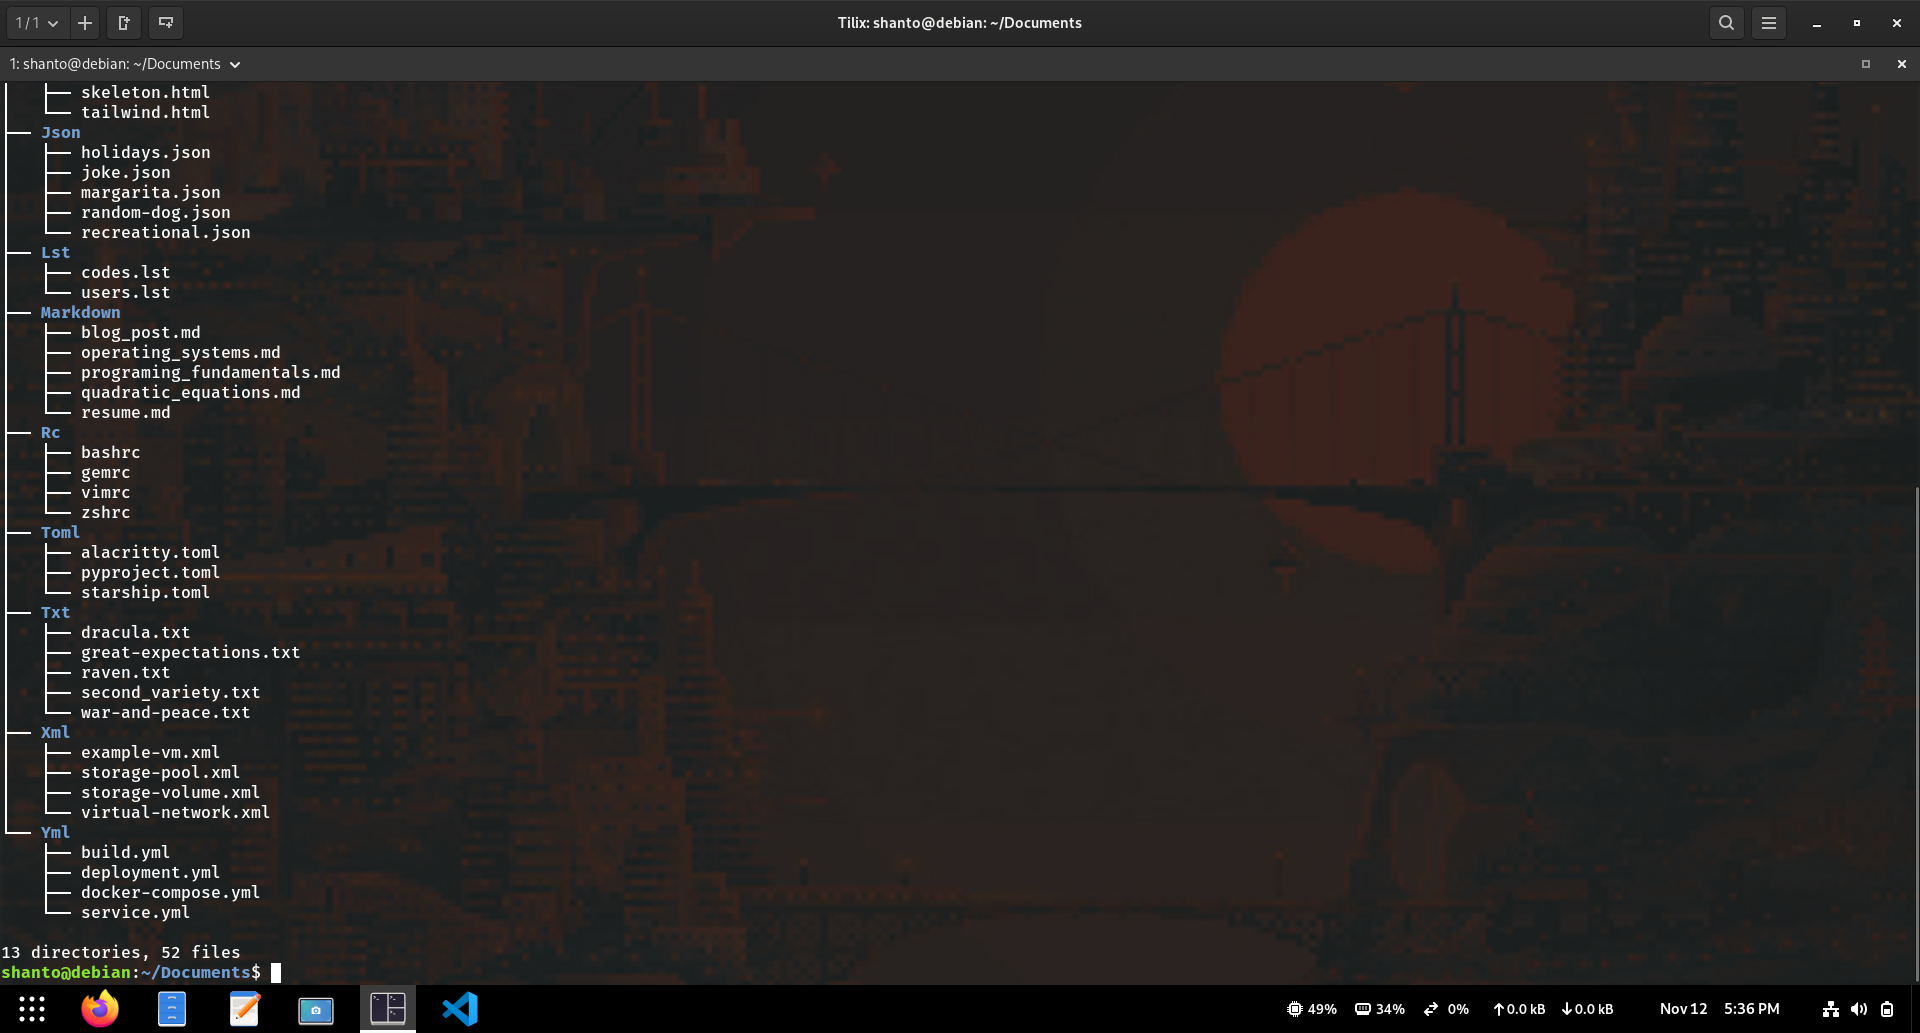 1 / 1
Tilix: shanto@debian: ~/Documents
1: shanto@debian: ~/Documents
├── skeleton.html
└── tailwind.html
├── Json
├── holidays.json
├── joke.json
├── margarita.json
├── random-dog.json
└── recreational.json
├── Lst
├── codes.lst
└── users.lst
├── Markdown
├── blog_post.md
├── operating_systems.md
├── programing_fundamentals.md
├── quadratic_equations.md
└── resume.md
├── Rc
├── bashrc
├── gemrc
├── vimrc
└── zshrc
├── Toml
├── alacritty.toml
├── pyproject.toml
└── starship.toml
├── Txt
├── dracula.txt
├── great-expectations.txt
├── raven.txt
├── second_variety.txt
└── war-and-peace.txt
├── Xml
├── example-vm.xml
├── storage-pool.xml
├── storage-volume.xml
└── virtual-network.xml
└── Yml
├── build.yml
├── deployment.yml
├── docker-compose.yml
└── service.yml
13 directories, 52 files
shanto@debian:~/Documents$
49% 34% 0% 0.0 kB 0.0 kB Nov 12 5:36 PM